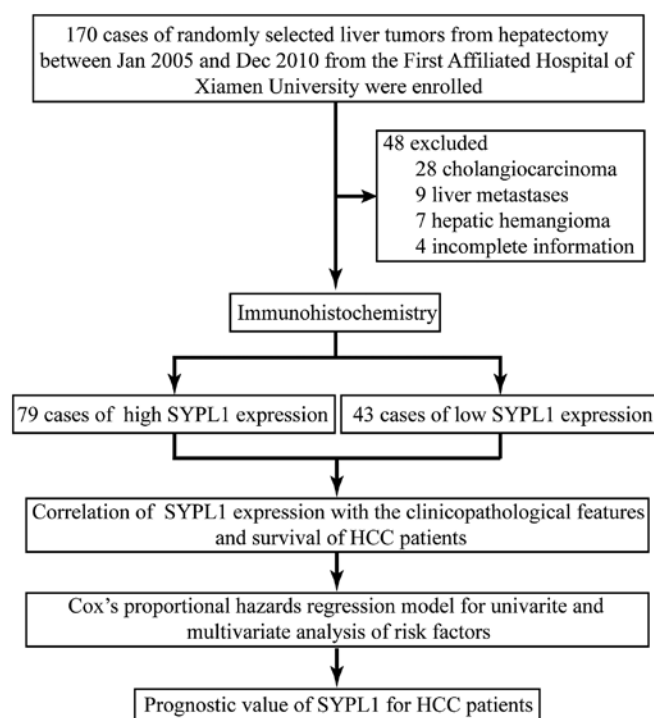 170 cases of randomly selected liver tumors from hepatectomy
between Jan 2005 and Dec 2010 from the First Affiliated Hospital of
Xiamen University were enrolled
48 excluded
28 cholangiocarcinoma
9 liver metastases
7 hepatic hemangioma
4 incomplete information
Immunohistochemistry
79 cases of high SYPL1 expression
43 cases of low SYPL1 expression
Correlation of SYPL1 expression with the clinicopathological features
and survival of HCC patients
Cox's proportional hazards regression model for univarite and
multivariate analysis of risk factors
Prognostic value of SYPL1 for HCC patients